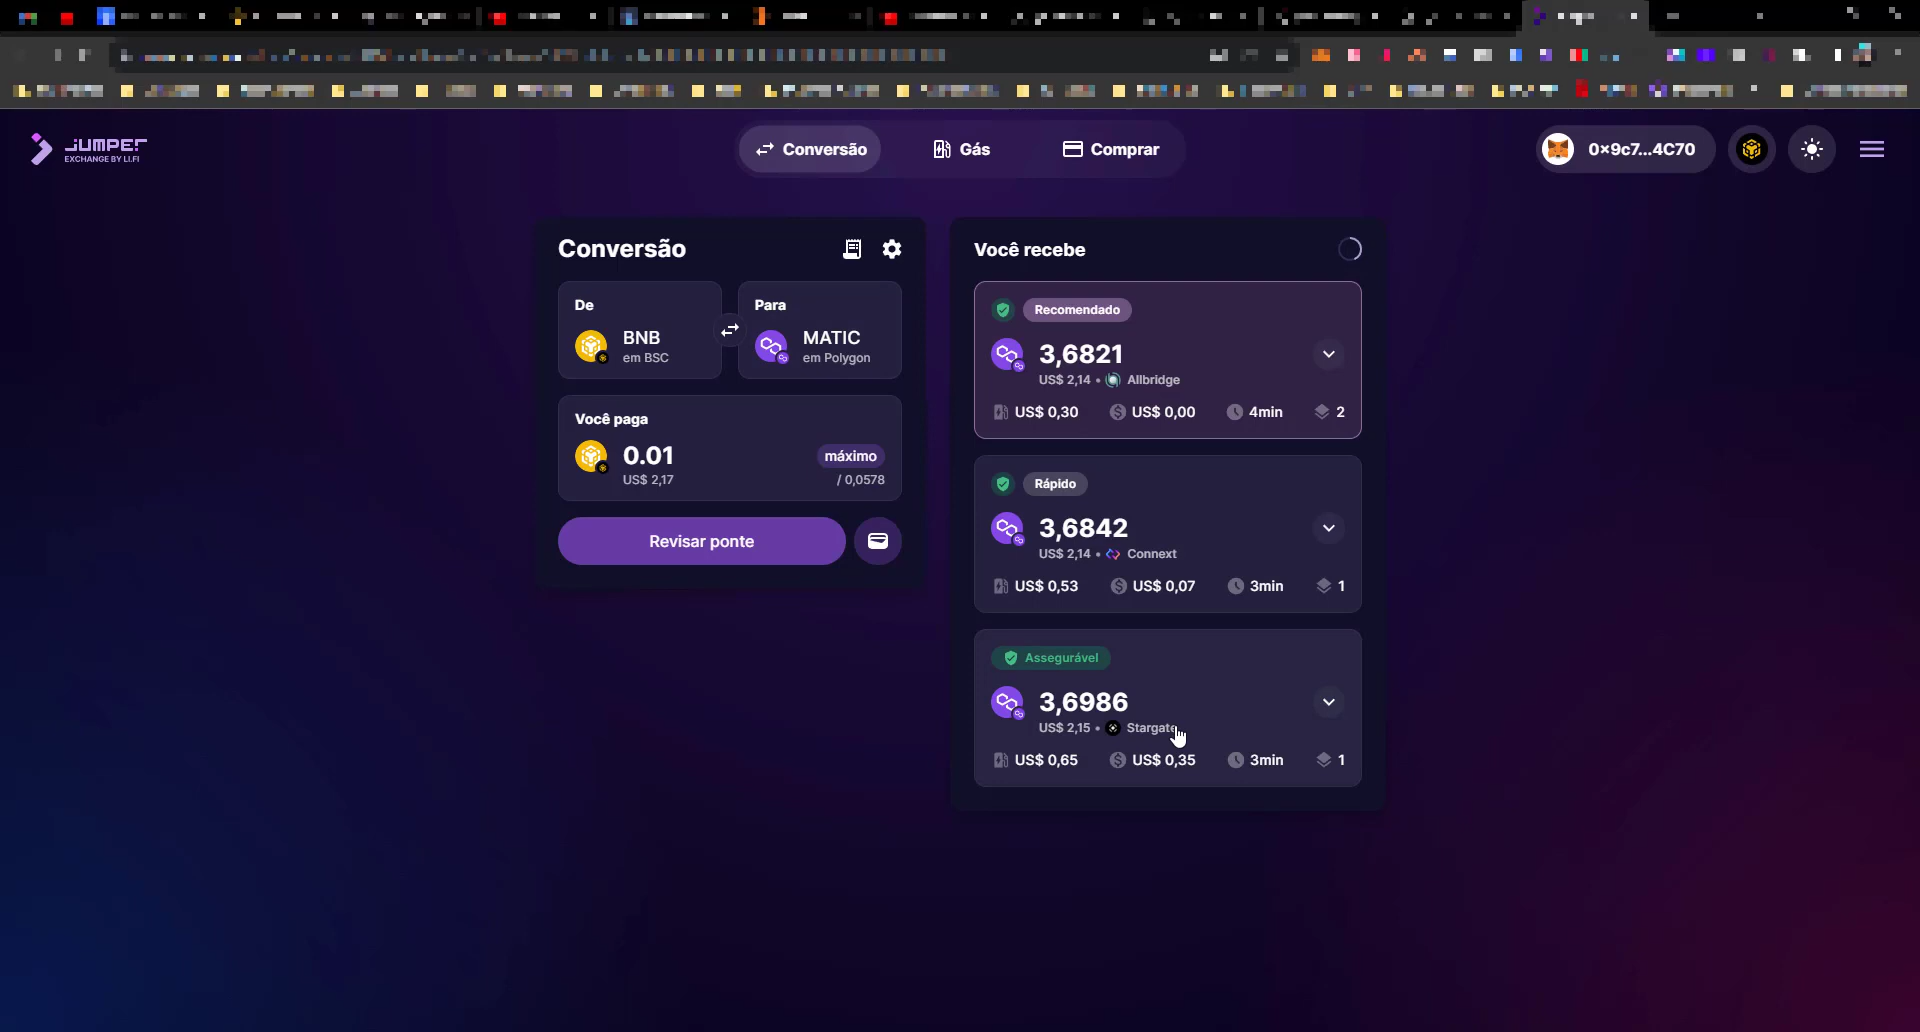 JUMPER
EXCHANGE BY LI.FI
Conversão
Gás
Comprar
0x9c7...4C70
Conversão
De
BNB
em BSC
Para
MATIC
em Polygon
Você paga
0.01
US$ 2,17
máximo
/ 0,0578
Revisar ponte
Você recebe
Recomendado
3,6821
US$ 2,14 • Allbridge
US$ 0,30 US$ 0,00 4min 2
Rápido
3,6842
US$ 2,14 • Connext
US$ 0,53 US$ 0,07 3min 1
Assegurável
3,6986
US$ 2,15 • Stargate
US$ 0,65 US$ 0,35 3min 1